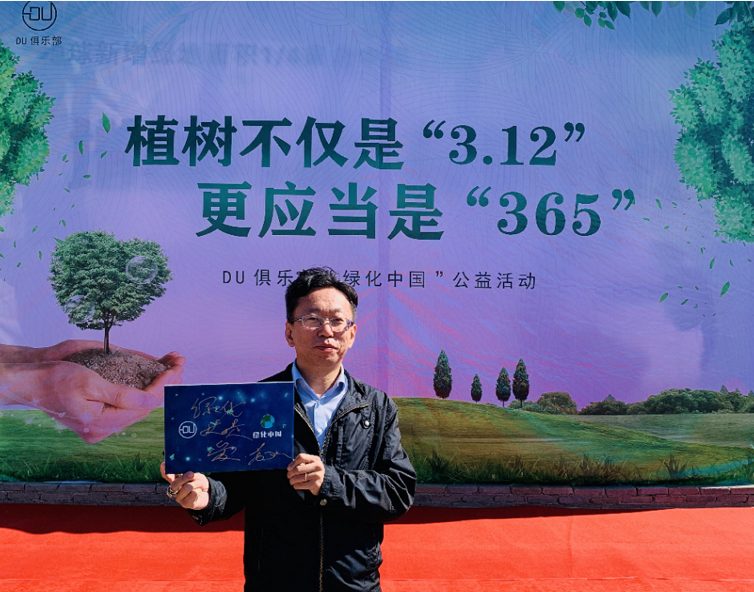 DU
DU 俱乐部
植树不仅是“3.12”
更应当是“365”
DU 俱乐 绿化中国”公益活动
DU
绿化中国